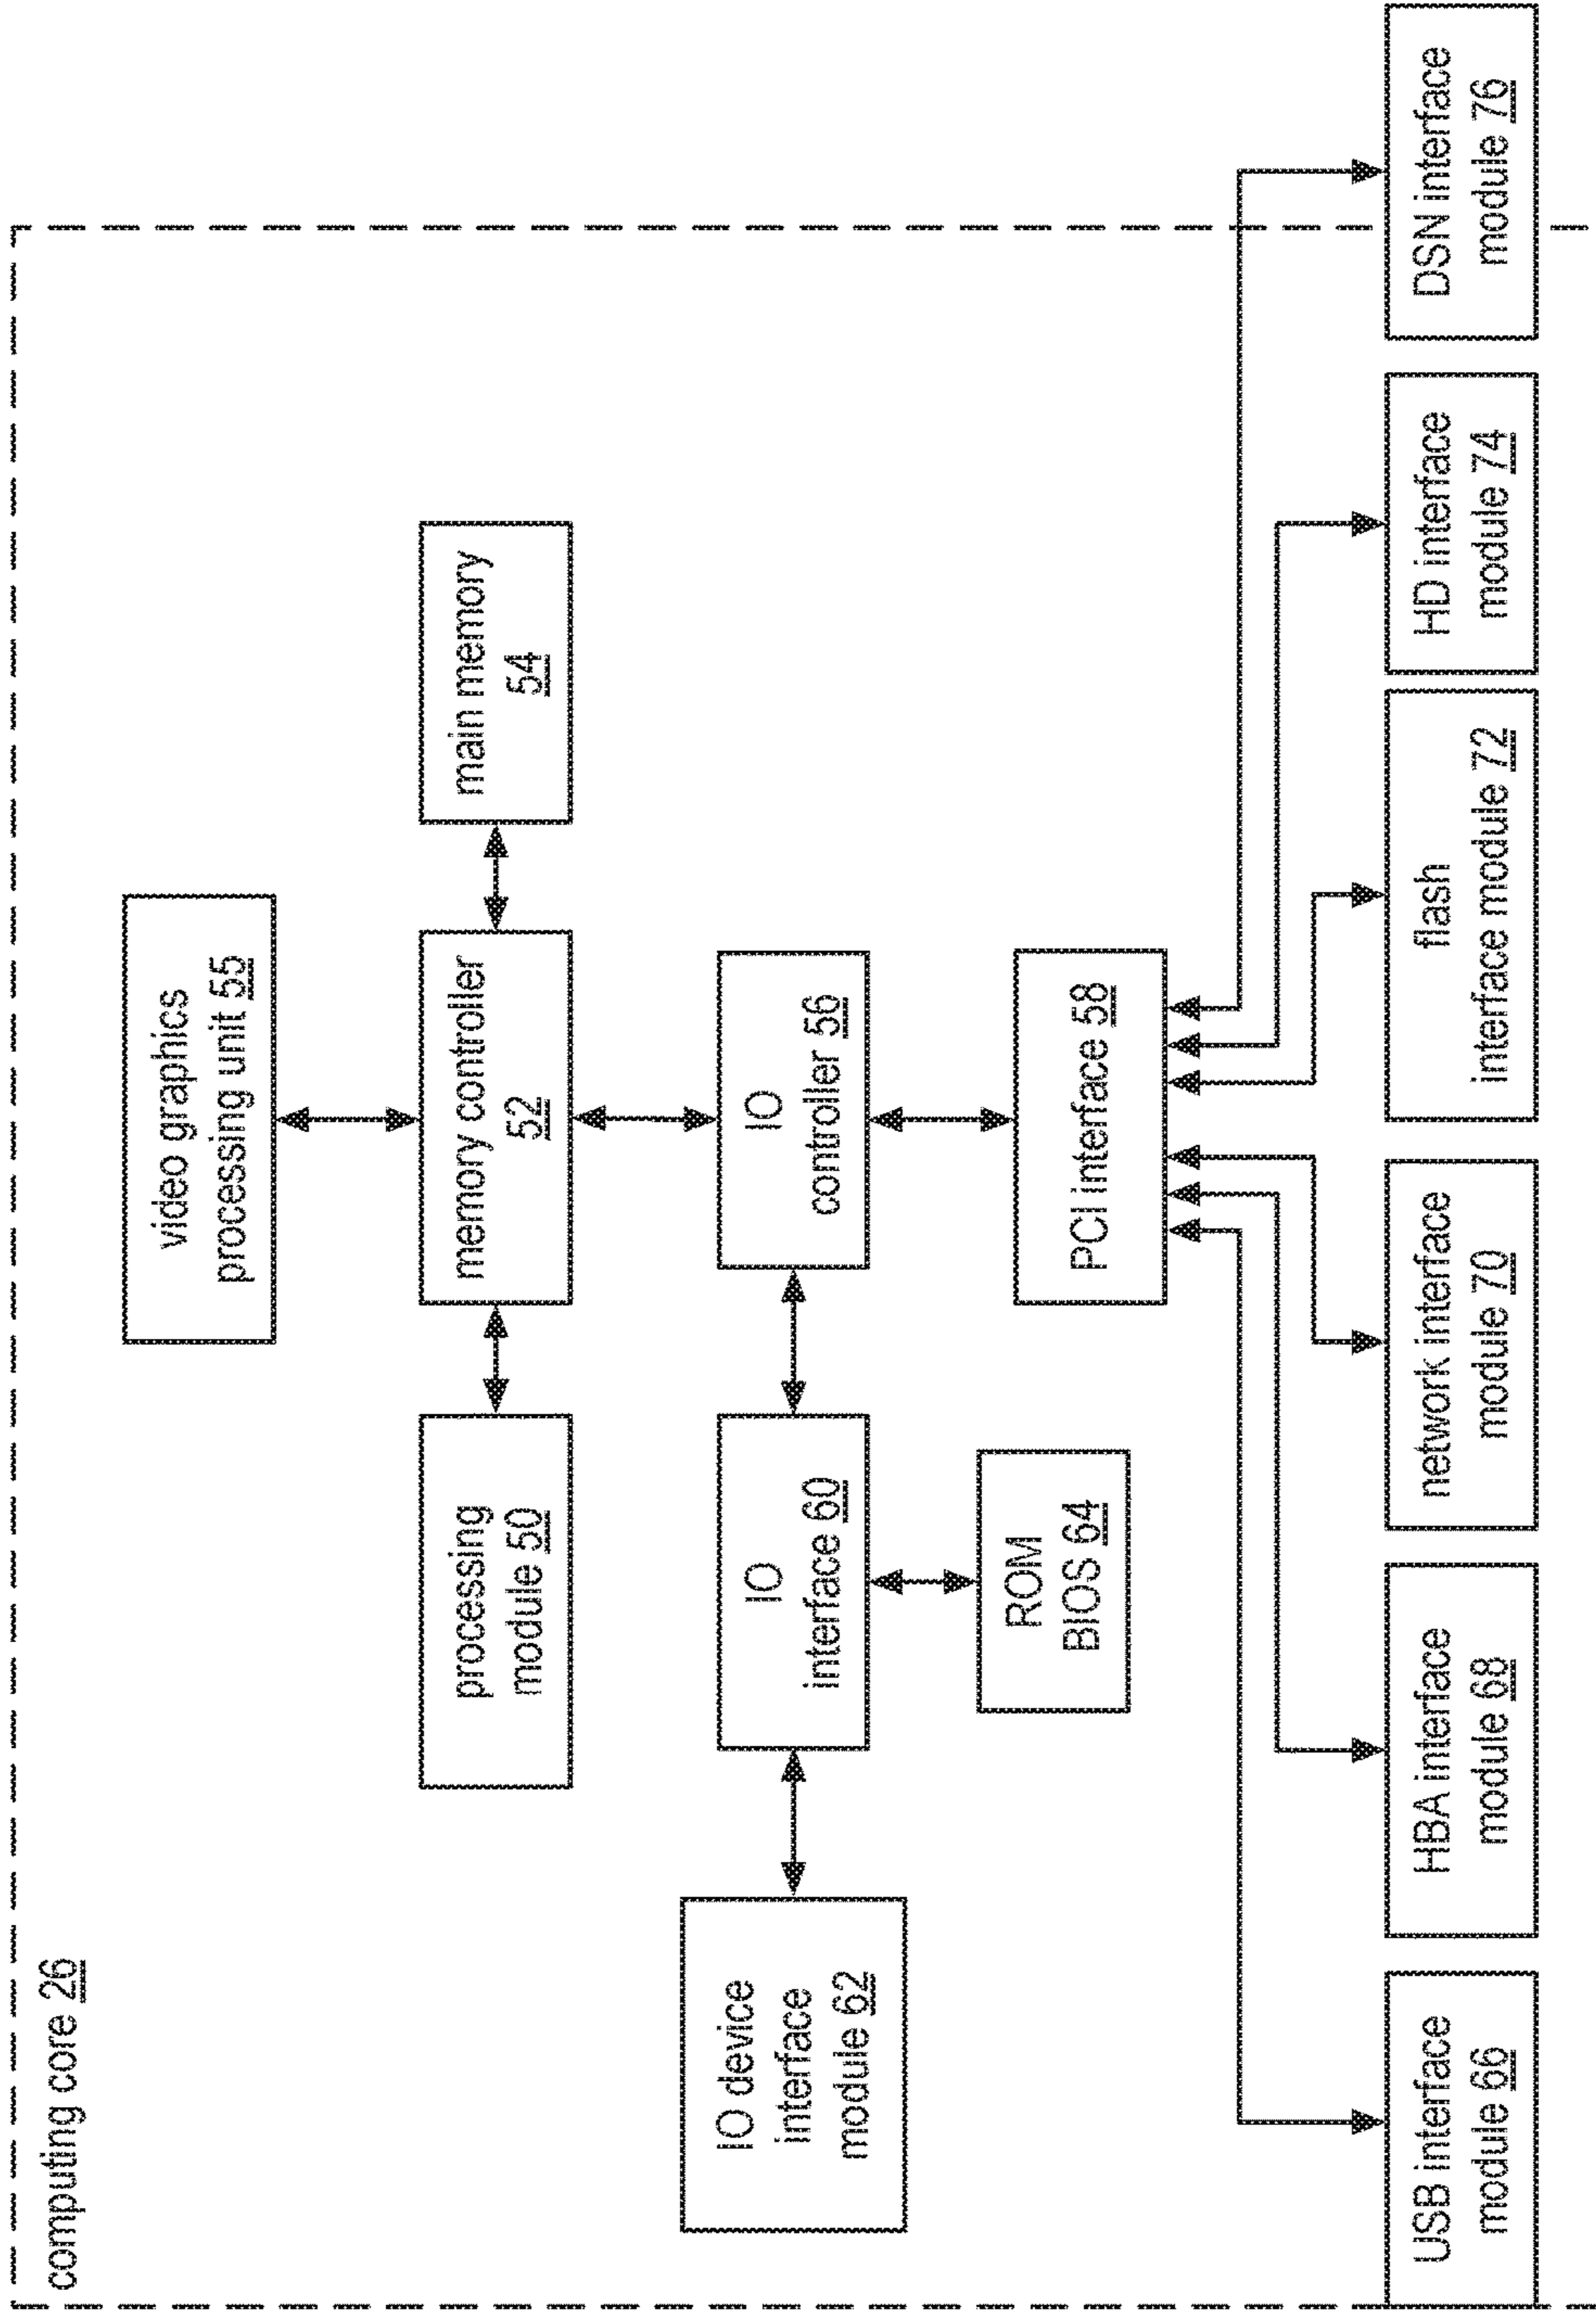 computing core 26
video graphics
processing unit 55
processing
module 50
memory controller
52
main memory
54
IO device
interface
module 62
IO
interface 60
IO
controller 56
ROM
BIOS 64
PCI interface 58
USB interface
module 66
HBA interface
module 68
network interface
module 70
flash
interface module 72
HD interface
module 74
DSN interface
module 76